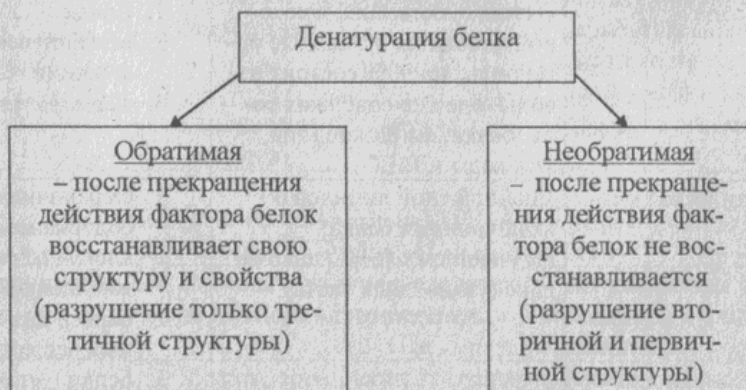 Денатурация белка
Обратимая
– после прекращения
действия фактора белок
восстанавливает свою
структуру и свойства
(разрушение только тре-
тичной структуры)
Необратимая
– после прекраще-
ния действия фак-
тора белок не вос-
станавливается
(разрушение вто-
ричной и первич-
ной структуры)